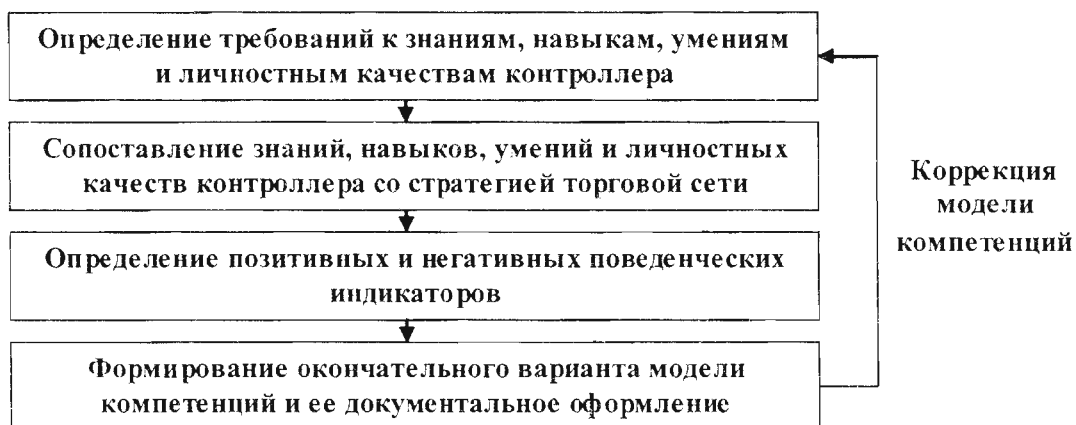 Определение требований к знаниям, навыкам, умениям
и личностным качествам контроллера
Сопоставление знаний, навыков, умений и личностных
качеств контроллера со стратегией торговой сети
Определение позитивных и негативных поведенческих
индикаторов
Формирование окончательного варианта модели
компетенций и ее документальное оформление
Коррекция
модели
компетенций